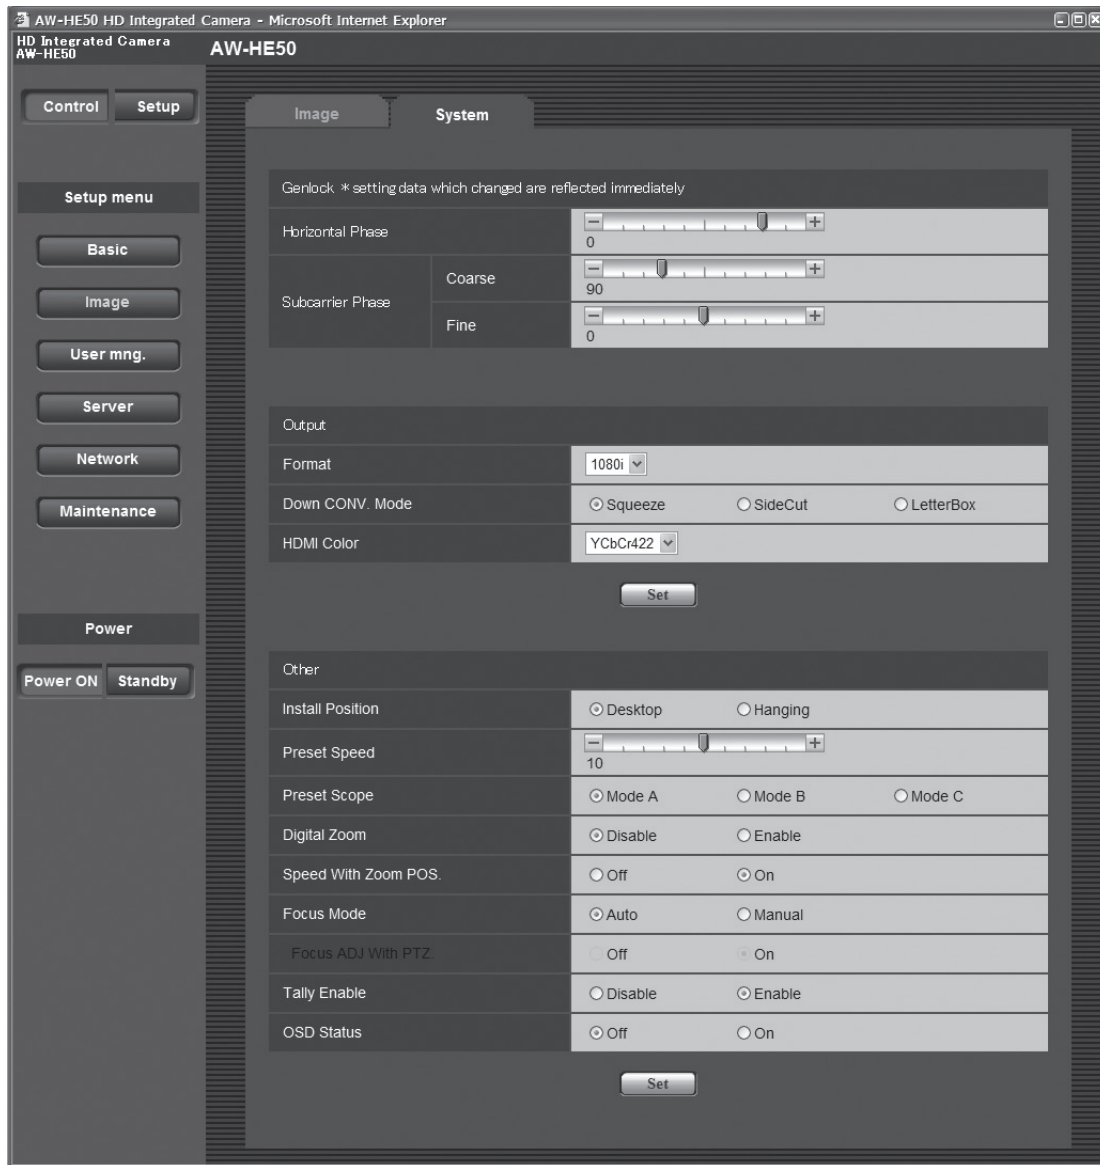 AW-HE50 HD Integrated Camera - Microsoft Internet Explorer
HD Integrated Camera
AW-HE50
AW-HE50
Control
Setup
Setup menu
Basic
Image
User mng.
Server
Network
Maintenance
Power
Power ON
Standby
Image
System
Genlock * setting data which changed are reflected immediately
Horizontal Phase
0
Subcarrier Phase
Coarse
90
Fine
0
Output
Format
1080i
Down CONV. Mode
Squeeze
SideCut
LetterBox
HDMI Color
YCbCr422
Set
Other
Install Position
Desktop
Hanging
Preset Speed
10
Preset Scope
Mode A
Mode B
Mode C
Digital Zoom
Disable
Enable
Speed With Zoom POS.
Off
On
Focus Mode
Auto
Manual
Focus ADJ With PTZ.
Off
On
Tally Enable
Disable
Enable
OSD Status
Off
On
Set